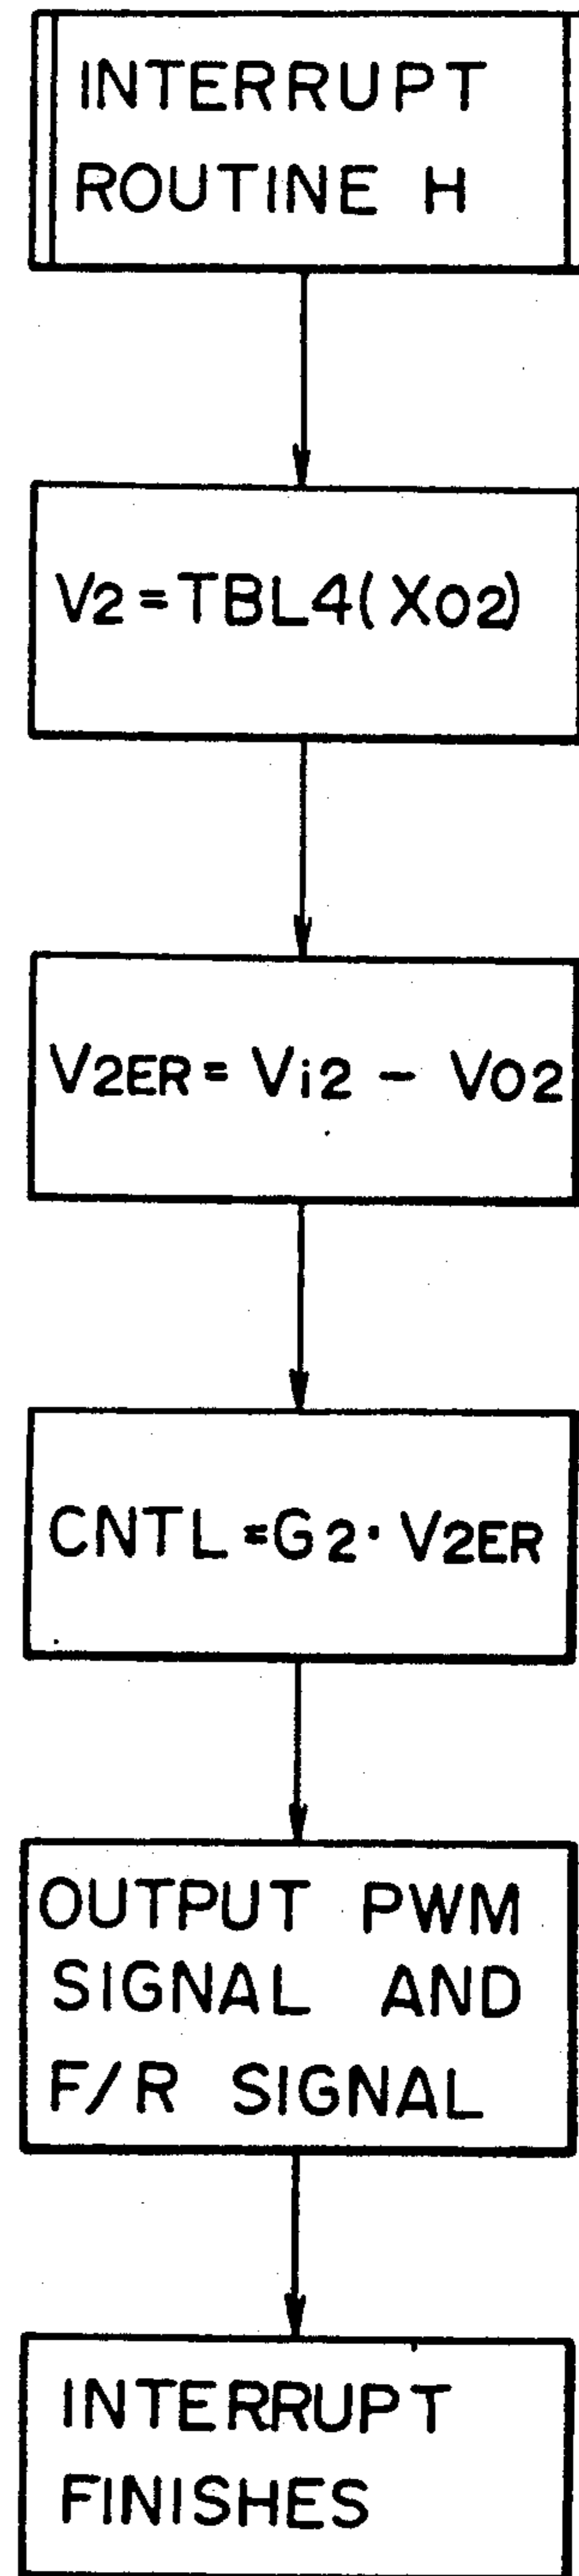 INTERRUPT
ROUTINE H
V2=TBL4(XO2)
V2ER= Vi2 - VO2
CNTL=G2· V2ER
OUTPUT PWM
SIGNAL AND
F/R SIGNAL
INTERRUPT
FINISHES